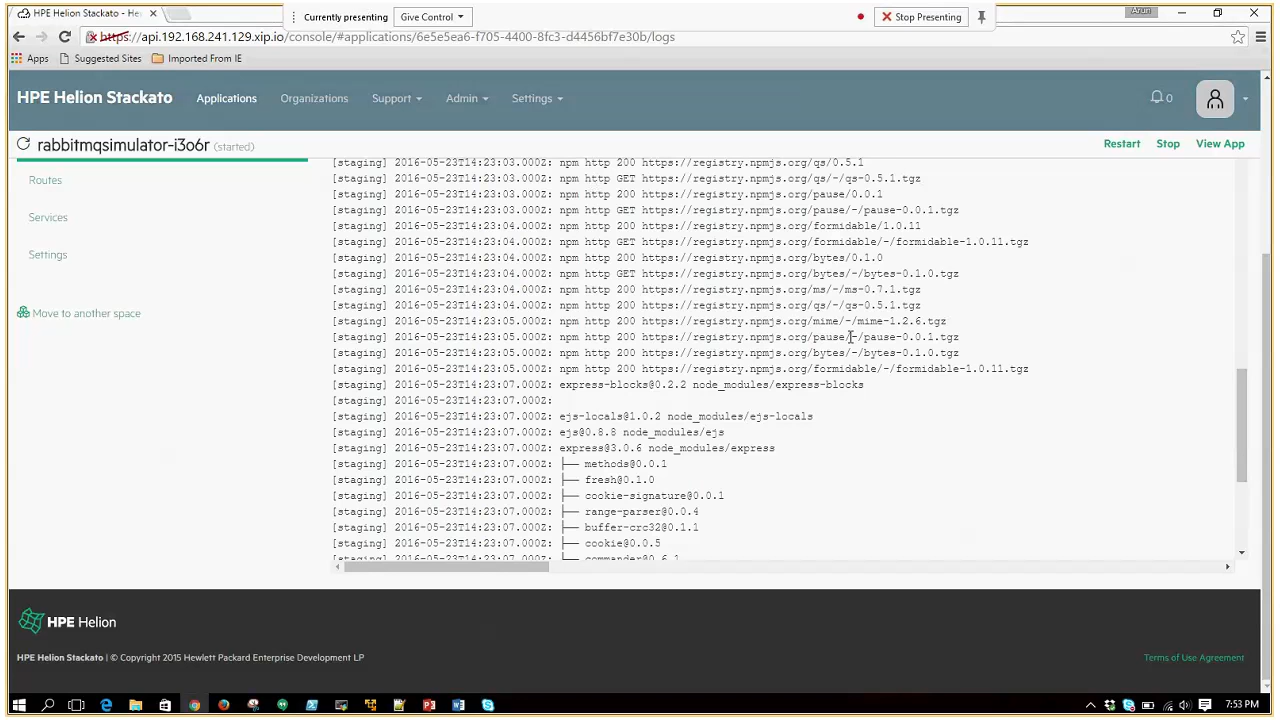 HPE Helion Stackato - He
Currently presenting
Give Control
Stop Presenting
Arun
https://api.192.168.241.129.xip.io/console/#applications/6e5e5ea6-f705-4400-8fc3-d4456bf7e30b/logs
Apps
Suggested Sites
Imported From IE
HPE Helion Stackato
Applications
Organizations
Support
Admin
Settings
0
rabbitmqsimulator-i3o6r (started)
Restart
Stop
View App
Routes
Services
Settings
Move to another space
[staging] 2016-05-23T14:23:03.000Z: npm http 200 https://registry.npmjs.org/qs/0.5.1
[staging] 2016-05-23T14:23:03.000Z: npm http GET https://registry.npmjs.org/qs/-/qs-0.5.1.tgz
[staging] 2016-05-23T14:23:03.000Z: npm http 200 https://registry.npmjs.org/pause/0.0.1
[staging] 2016-05-23T14:23:03.000Z: npm http GET https://registry.npmjs.org/pause/-/pause-0.0.1.tgz
[staging] 2016-05-23T14:23:04.000Z: npm http 200 https://registry.npmjs.org/formidable/1.0.11
[staging] 2016-05-23T14:23:04.000Z: npm http GET https://registry.npmjs.org/formidable/-/formidable-1.0.11.tgz
[staging] 2016-05-23T14:23:04.000Z: npm http 200 https://registry.npmjs.org/bytes/0.1.0
[staging] 2016-05-23T14:23:04.000Z: npm http GET https://registry.npmjs.org/bytes/-/bytes-0.1.0.tgz
[staging] 2016-05-23T14:23:04.000Z: npm http 200 https://registry.npmjs.org/ms/-/ms-0.7.1.tgz
[staging] 2016-05-23T14:23:04.000Z: npm http 200 https://registry.npmjs.org/qs/-/qs-0.5.1.tgz
[staging] 2016-05-23T14:23:05.000Z: npm http 200 https://registry.npmjs.org/mime/-/mime-1.2.6.tgz
[staging] 2016-05-23T14:23:05.000Z: npm http 200 https://registry.npmjs.org/pause/-/pause-0.0.1.tgz
[staging] 2016-05-23T14:23:05.000Z: npm http 200 https://registry.npmjs.org/bytes/-/bytes-0.1.0.tgz
[staging] 2016-05-23T14:23:05.000Z: npm http 200 https://registry.npmjs.org/formidable/-/formidable-1.0.11.tgz
[staging] 2016-05-23T14:23:07.000Z: express-blocks@0.2.2 node_modules/express-blocks
[staging] 2016-05-23T14:23:07.000Z:
[staging] 2016-05-23T14:23:07.000Z: ejs-locals@1.0.2 node_modules/ejs-locals
[staging] 2016-05-23T14:23:07.000Z: ejs@0.8.8 node_modules/ejs
[staging] 2016-05-23T14:23:07.000Z: express@3.0.6 node_modules/express
[staging] 2016-05-23T14:23:07.000Z: ├── methods@0.0.1
[staging] 2016-05-23T14:23:07.000Z: ├── fresh@0.1.0
[staging] 2016-05-23T14:23:07.000Z: ├── cookie-signature@0.0.1
[staging] 2016-05-23T14:23:07.000Z: ├── range-parser@0.0.4
[staging] 2016-05-23T14:23:07.000Z: ├── buffer-crc32@0.1.1
[staging] 2016-05-23T14:23:07.000Z: ├── cookie@0.0.5
[staging] 2016-05-23T14:23:07.000Z: ├── commander@0.6.1
HPE Helion
HPE Helion Stackato | © Copyright 2015 Hewlett Packard Enterprise Development LP
Terms of Use Agreement
7:53 PM